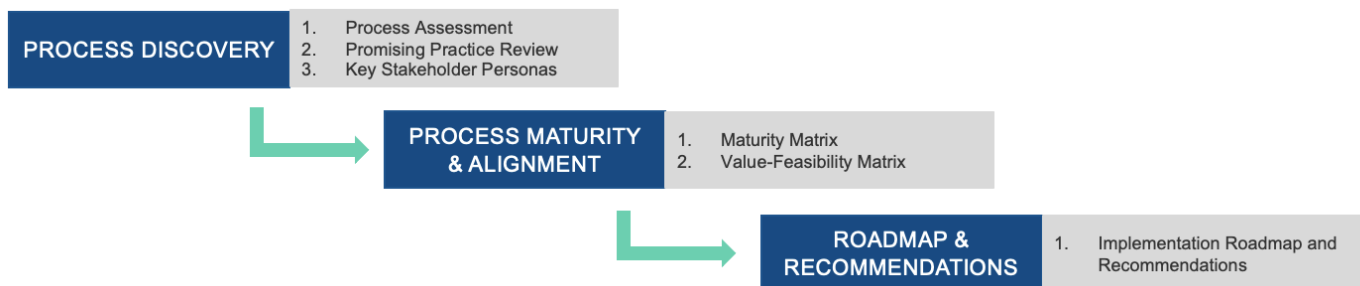 PROCESS DISCOVERY
1. Process Assessment
2. Promising Practice Review
3. Key Stakeholder Personas
PROCESS MATURITY
& ALIGNMENT
1. Maturity Matrix
2. Value-Feasibility Matrix
ROADMAP &
RECOMMENDATIONS
1. Implementation Roadmap and
Recommendations